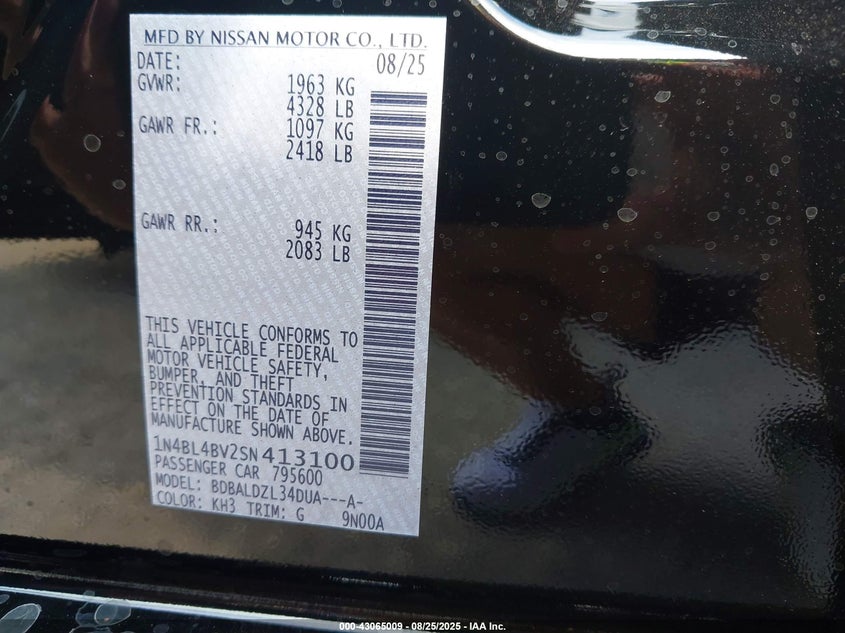 MFD BY NISSAN MOTOR CO., LTD.
DATE: 08/25
GVWR: 1963 KG
4328 LB
GAWR FR.: 1097 KG
2418 LB
GAWR RR.: 945 KG
2083 LB
THIS VEHICLE CONFORMS TO
ALL APPLICABLE FEDERAL
MOTOR VEHICLE SAFETY,
BUMPER, AND THEFT
PREVENTION STANDARDS IN
EFFECT ON THE DATE OF
MANUFACTURE SHOWN ABOVE.
1N4BL4BV2SN413100
PASSENGER CAR 795600
MODEL: BDBALDZL34DUA---A-
COLOR: KH3 TRIM: G 9N00A
000-43065009 - 08/25/2025 - IAA Inc.